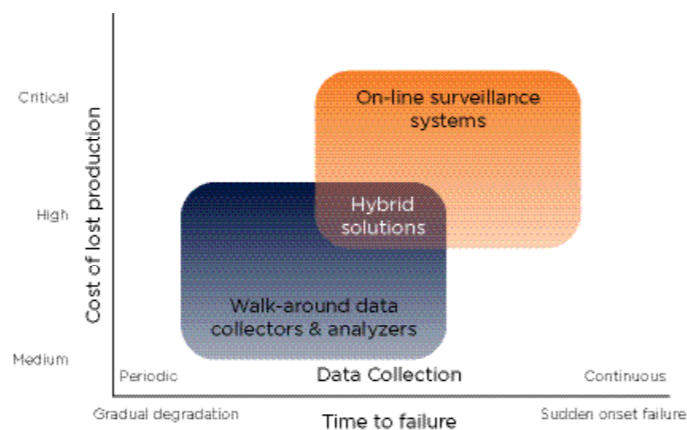 Critical
On-line surveillance
systems
Cost of lost production
High
Hybrid
solutions
Walk-around data
collectors & analyzers
Medium
Periodic
Data Collection
Continuous
Gradual degradation
Time to failure
Sudden onset failure